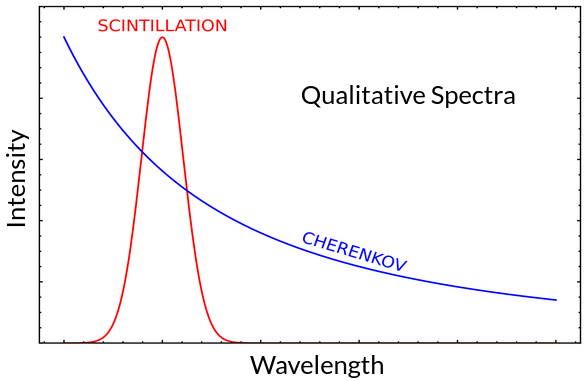 SCINTILLATION
Qualitative Spectra
Intensity
CHERENKOV
Wavelength